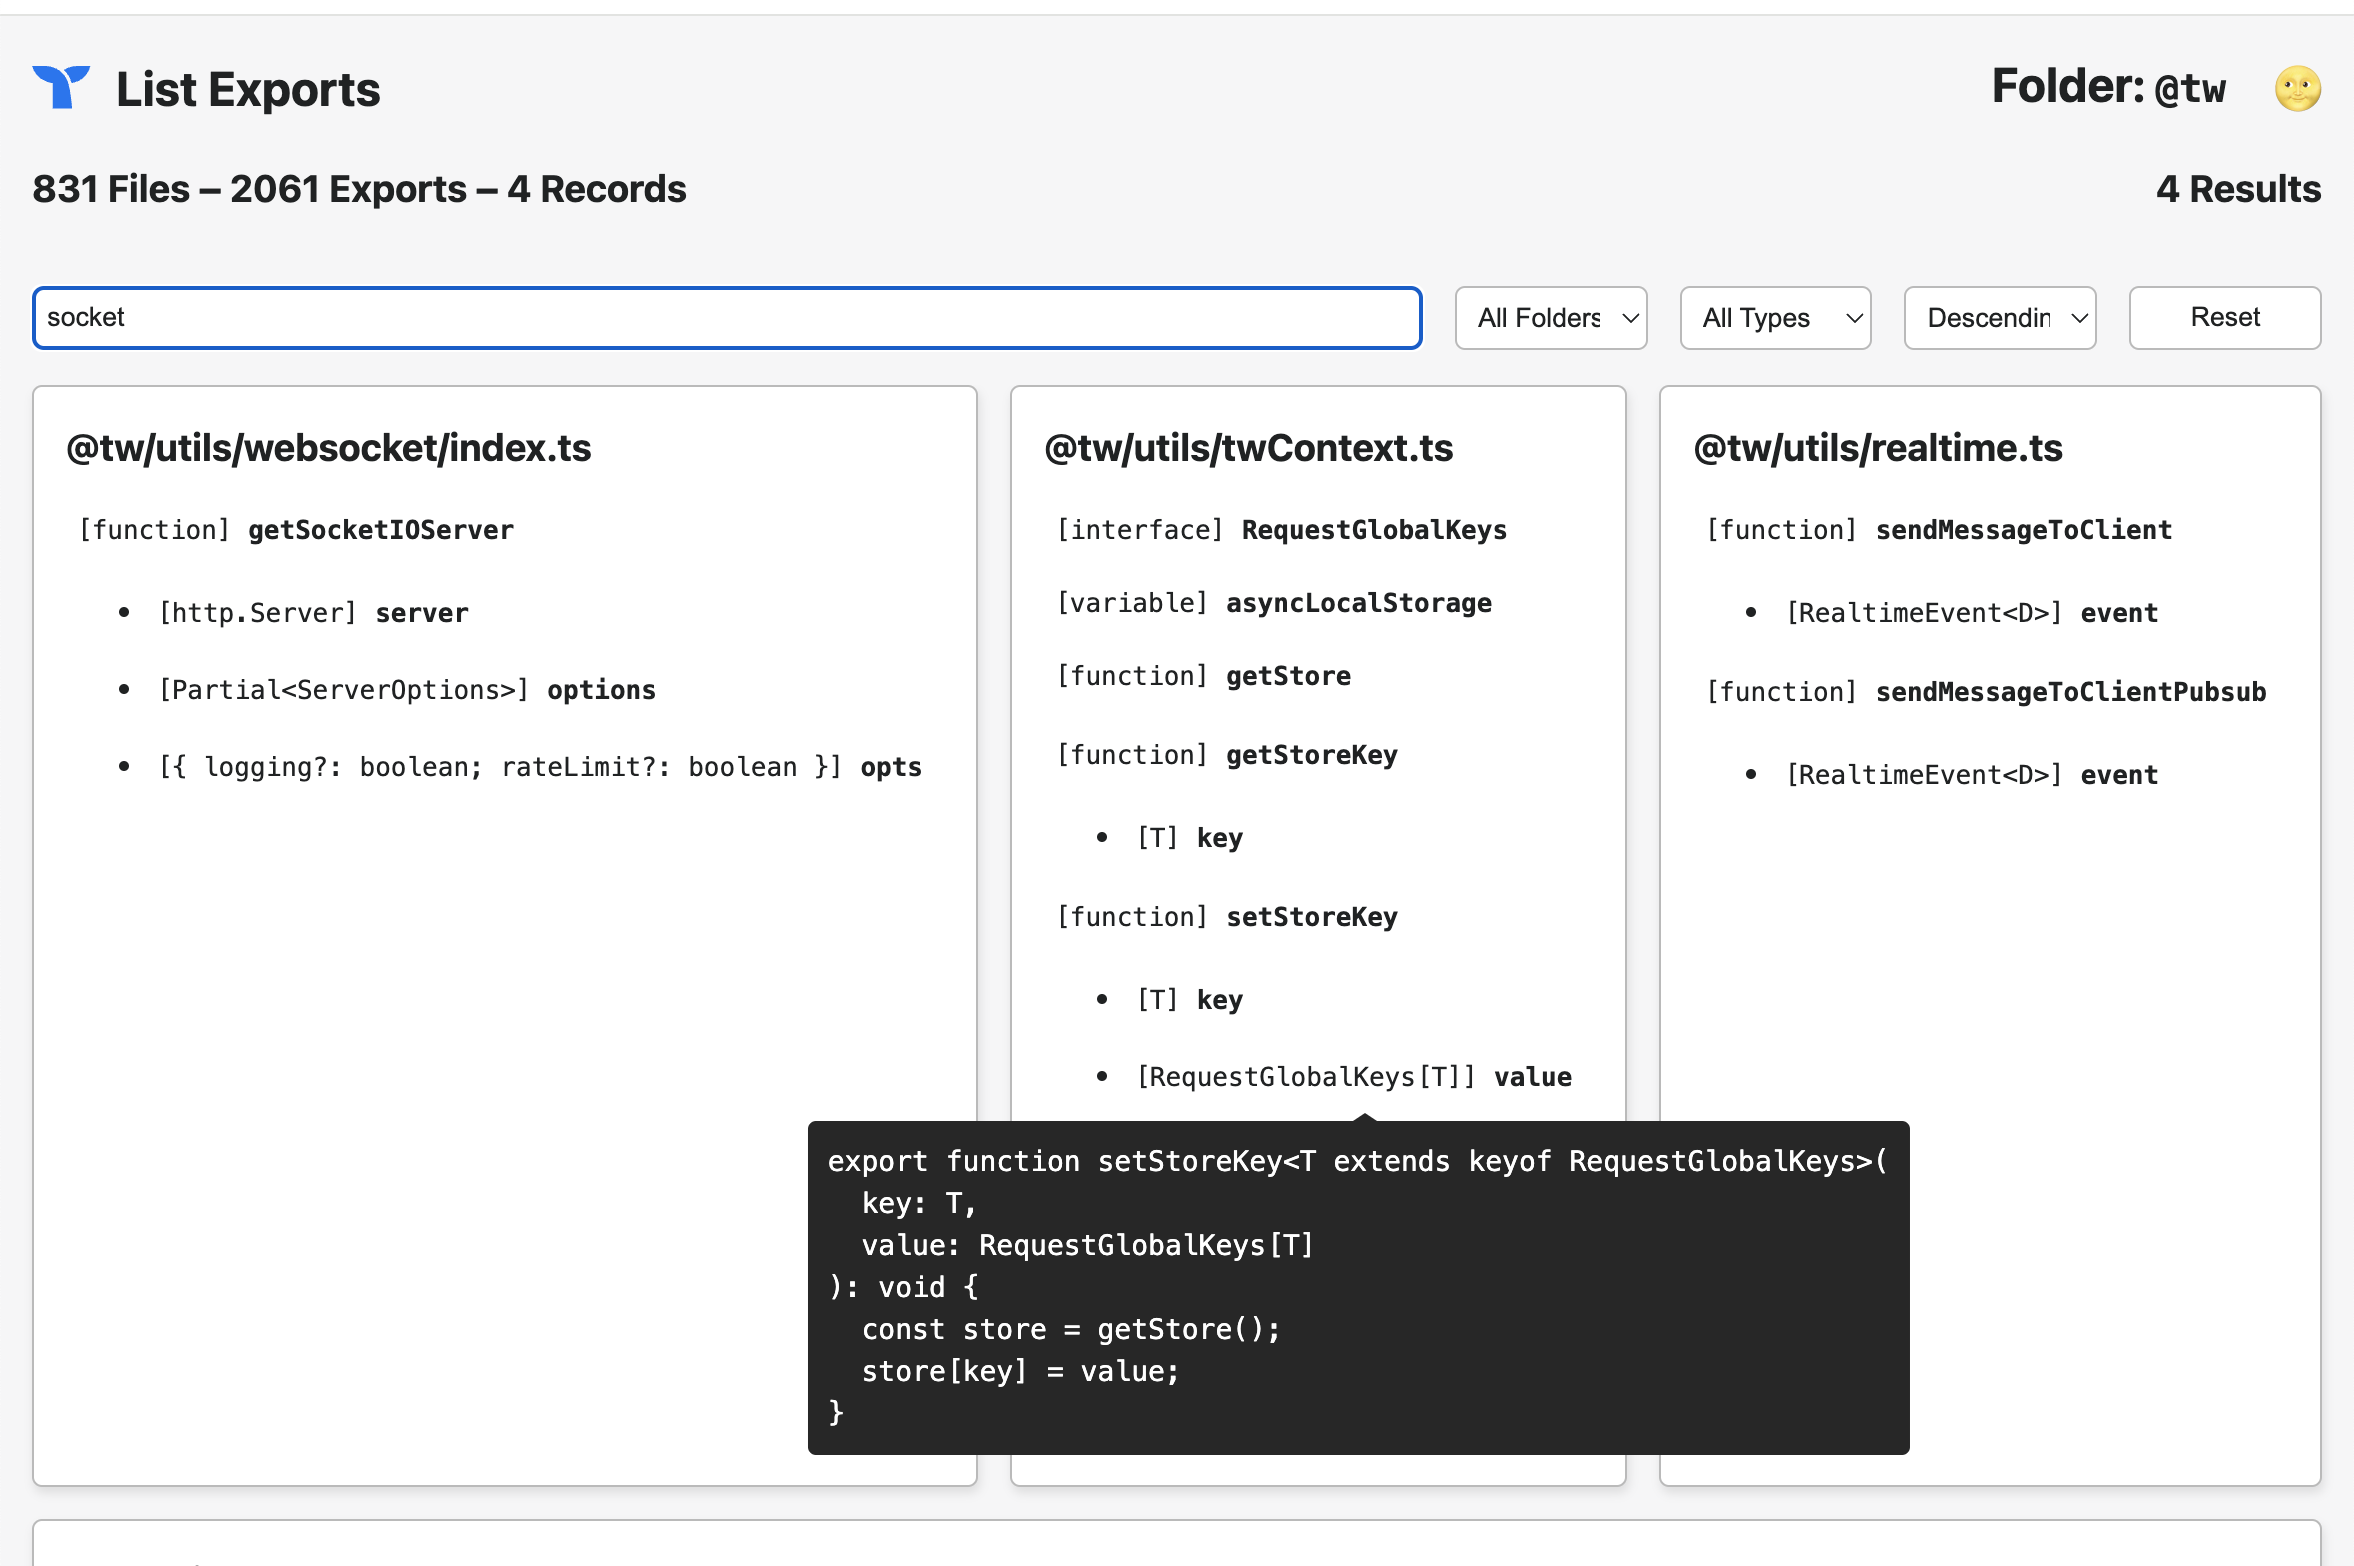 List Exports
Folder: @tw
831 Files – 2061 Exports – 4 Records
4 Results
socket
All Folders
All Types
Descendin
Reset
@tw/utils/websocket/index.ts
[function] getSocketIOServer
• [http.Server] server
• [Partial<ServerOptions>] options
• [{ logging?: boolean; rateLimit?: boolean }] opts
@tw/utils/twContext.ts
[interface] RequestGlobalKeys
[variable] asyncLocalStorage
[function] getStore
[function] getStoreKey
• [T] key
[function] setStoreKey
• [T] key
• [RequestGlobalKeys[T]] value
@tw/utils/realtime.ts
[function] sendMessageToClient
• [RealtimeEvent<D>] event
[function] sendMessageToClientPubsub
• [RealtimeEvent<D>] event
export function setStoreKey<T extends keyof RequestGlobalKeys>(
  key: T,
  value: RequestGlobalKeys[T]
): void {
  const store = getStore();
  store[key] = value;
}